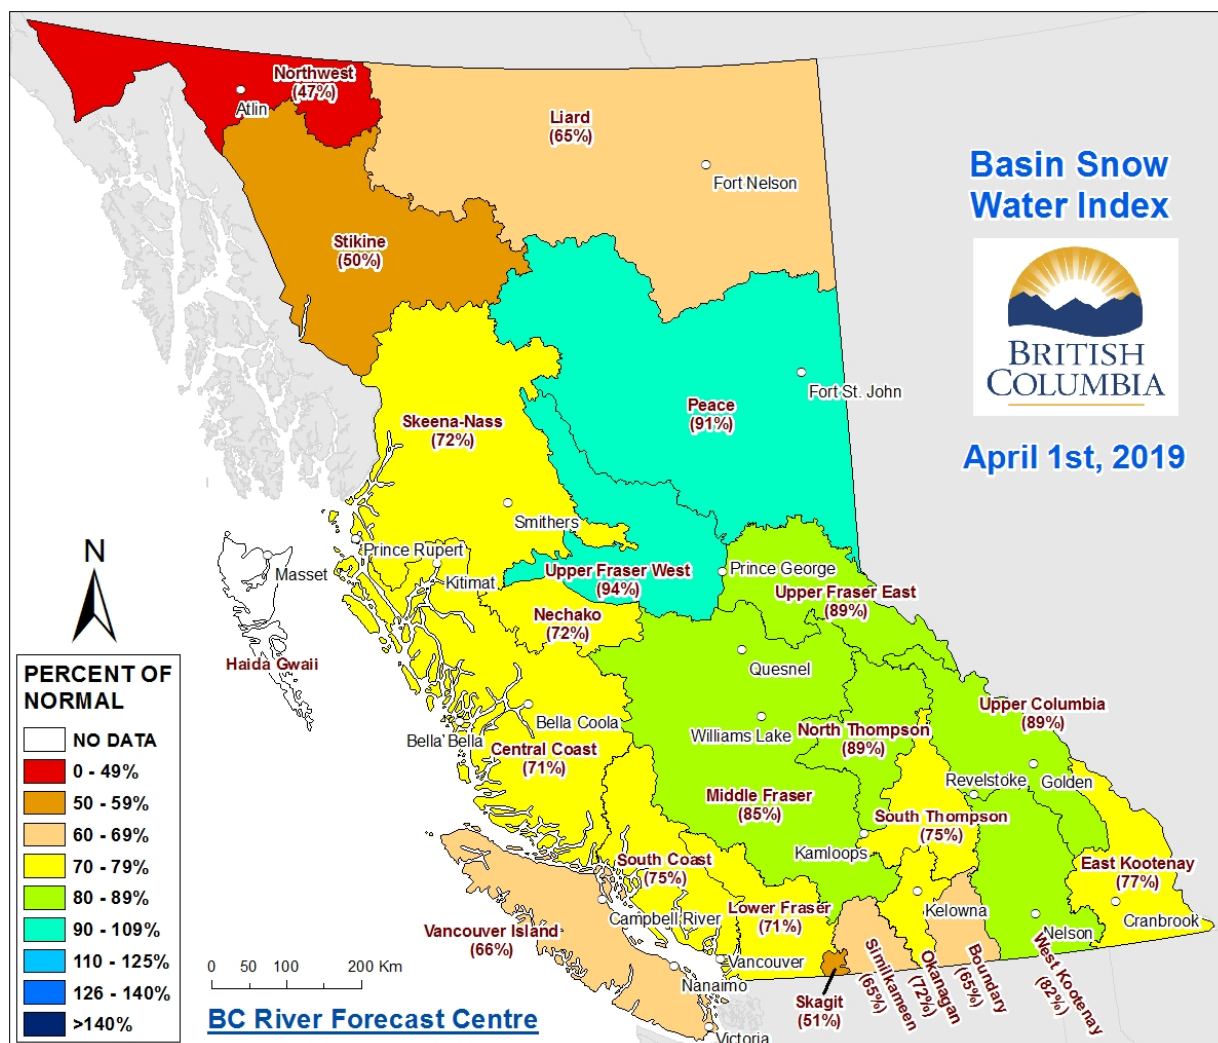 Northwest
(47%)
Atlin
Liard
(65%)
Fort Nelson
Basin Snow
Water Index
Stikine
(50%)
BRITISH
COLUMBIA
Fort St. John
Peace
(91%)
Skeena-Nass
(72%)
April 1st, 2019
Smithers
N
Prince Rupert
Masset
Kitimat
Upper Fraser West
(94%)
Prince George
Upper Fraser East
(89%)
Nechako
(72%)
Haida Gwaii
Quesnel
PERCENT OF
NORMAL
NO DATA
0 - 49%
50 - 59%
60 - 69%
70 - 79%
80 - 89%
90 - 109%
110 - 125%
126 - 140%
>140%
Bella Coola
Bella Bella
Central Coast
(71%)
Williams Lake
North Thompson
(89%)
Upper Columbia
(89%)
Revelstoke
Golden
Middle Fraser
(85%)
South Thompson
(75%)
Kamloops
South Coast
(75%)
East Kootenay
(77%)
Campbell River
Lower Fraser
(71%)
Kelowna
Cranbrook
Nelson
Vancouver Island
(66%)
Vancouver
Nanaimo
Victoria
Skagit
(51%)
Similkameen
(65%)
Okanagan
(72%)
Boundary
(65%)
West Kootenay
(82%)
0 50 100 200 Km
BC River Forecast Centre